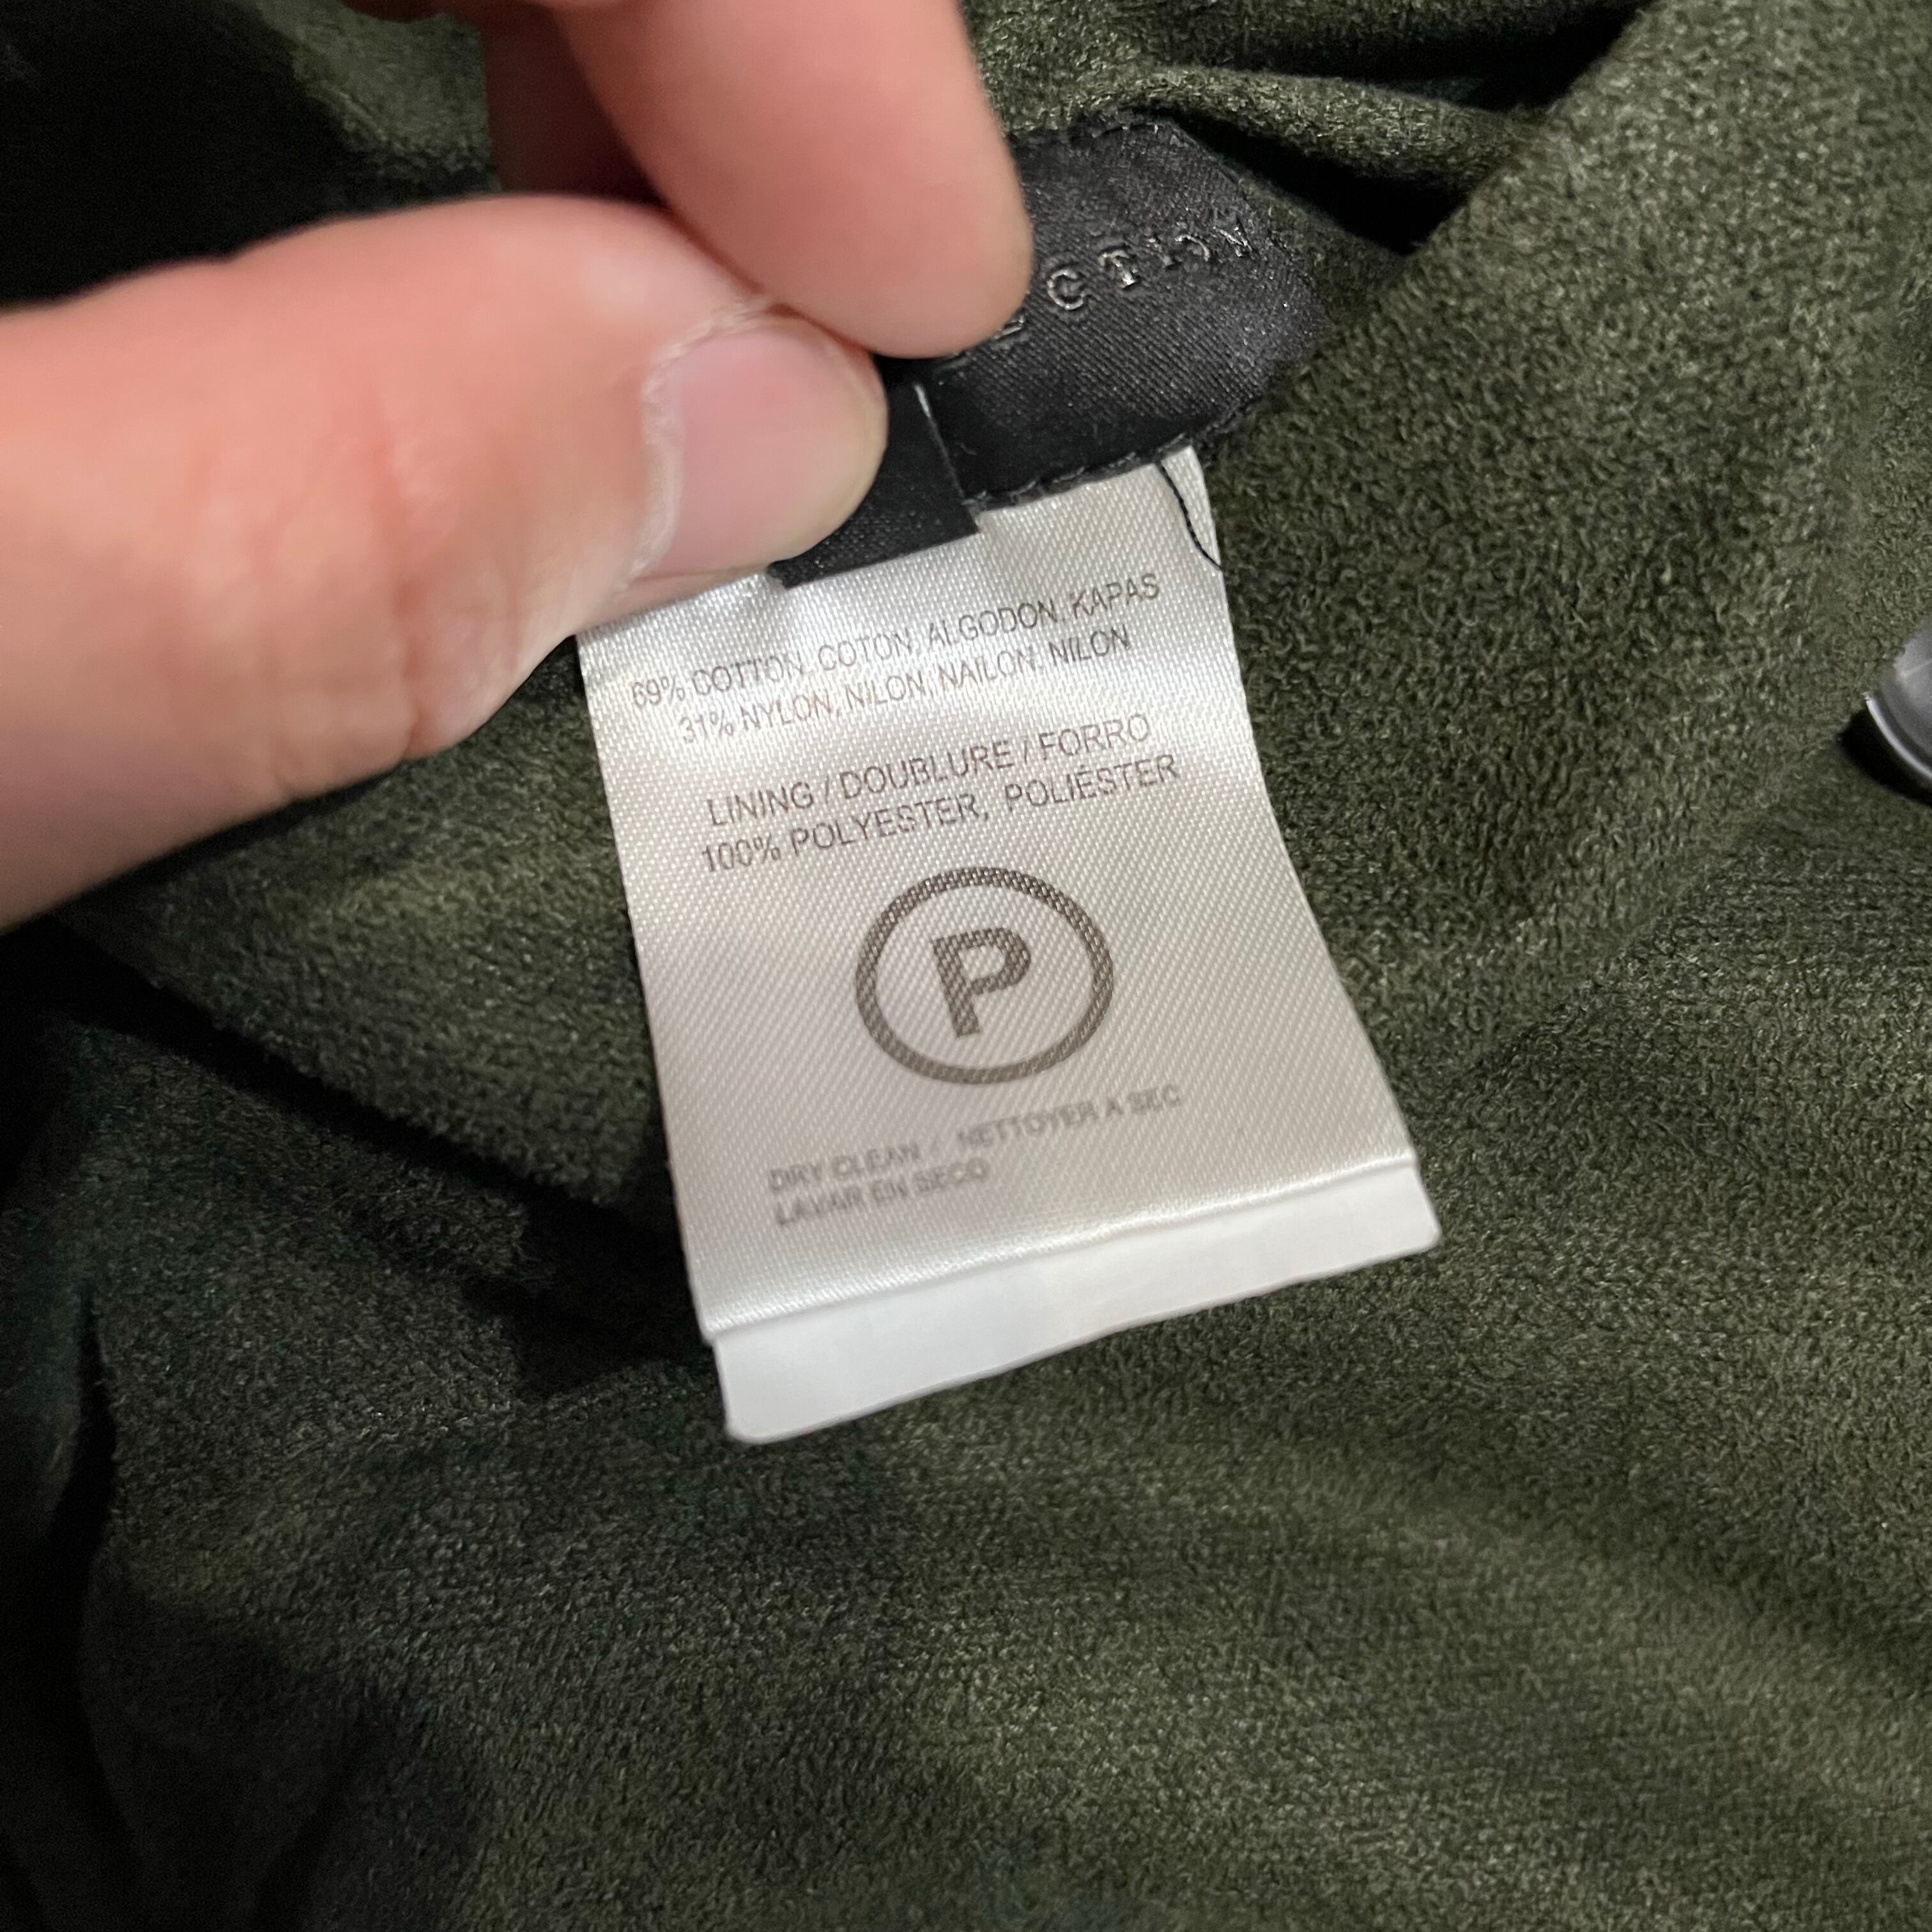 CTION
69% COTTON, COTON, ALGODON, KAPAS
31% NYLON, NILON, NAILON, NILON
LINING / DOUBLURE / FORRO
100% POLYESTER, POLIÉSTER
P
DRY CLEAN / NETTOYER A SEC
LAVAR EN SECO